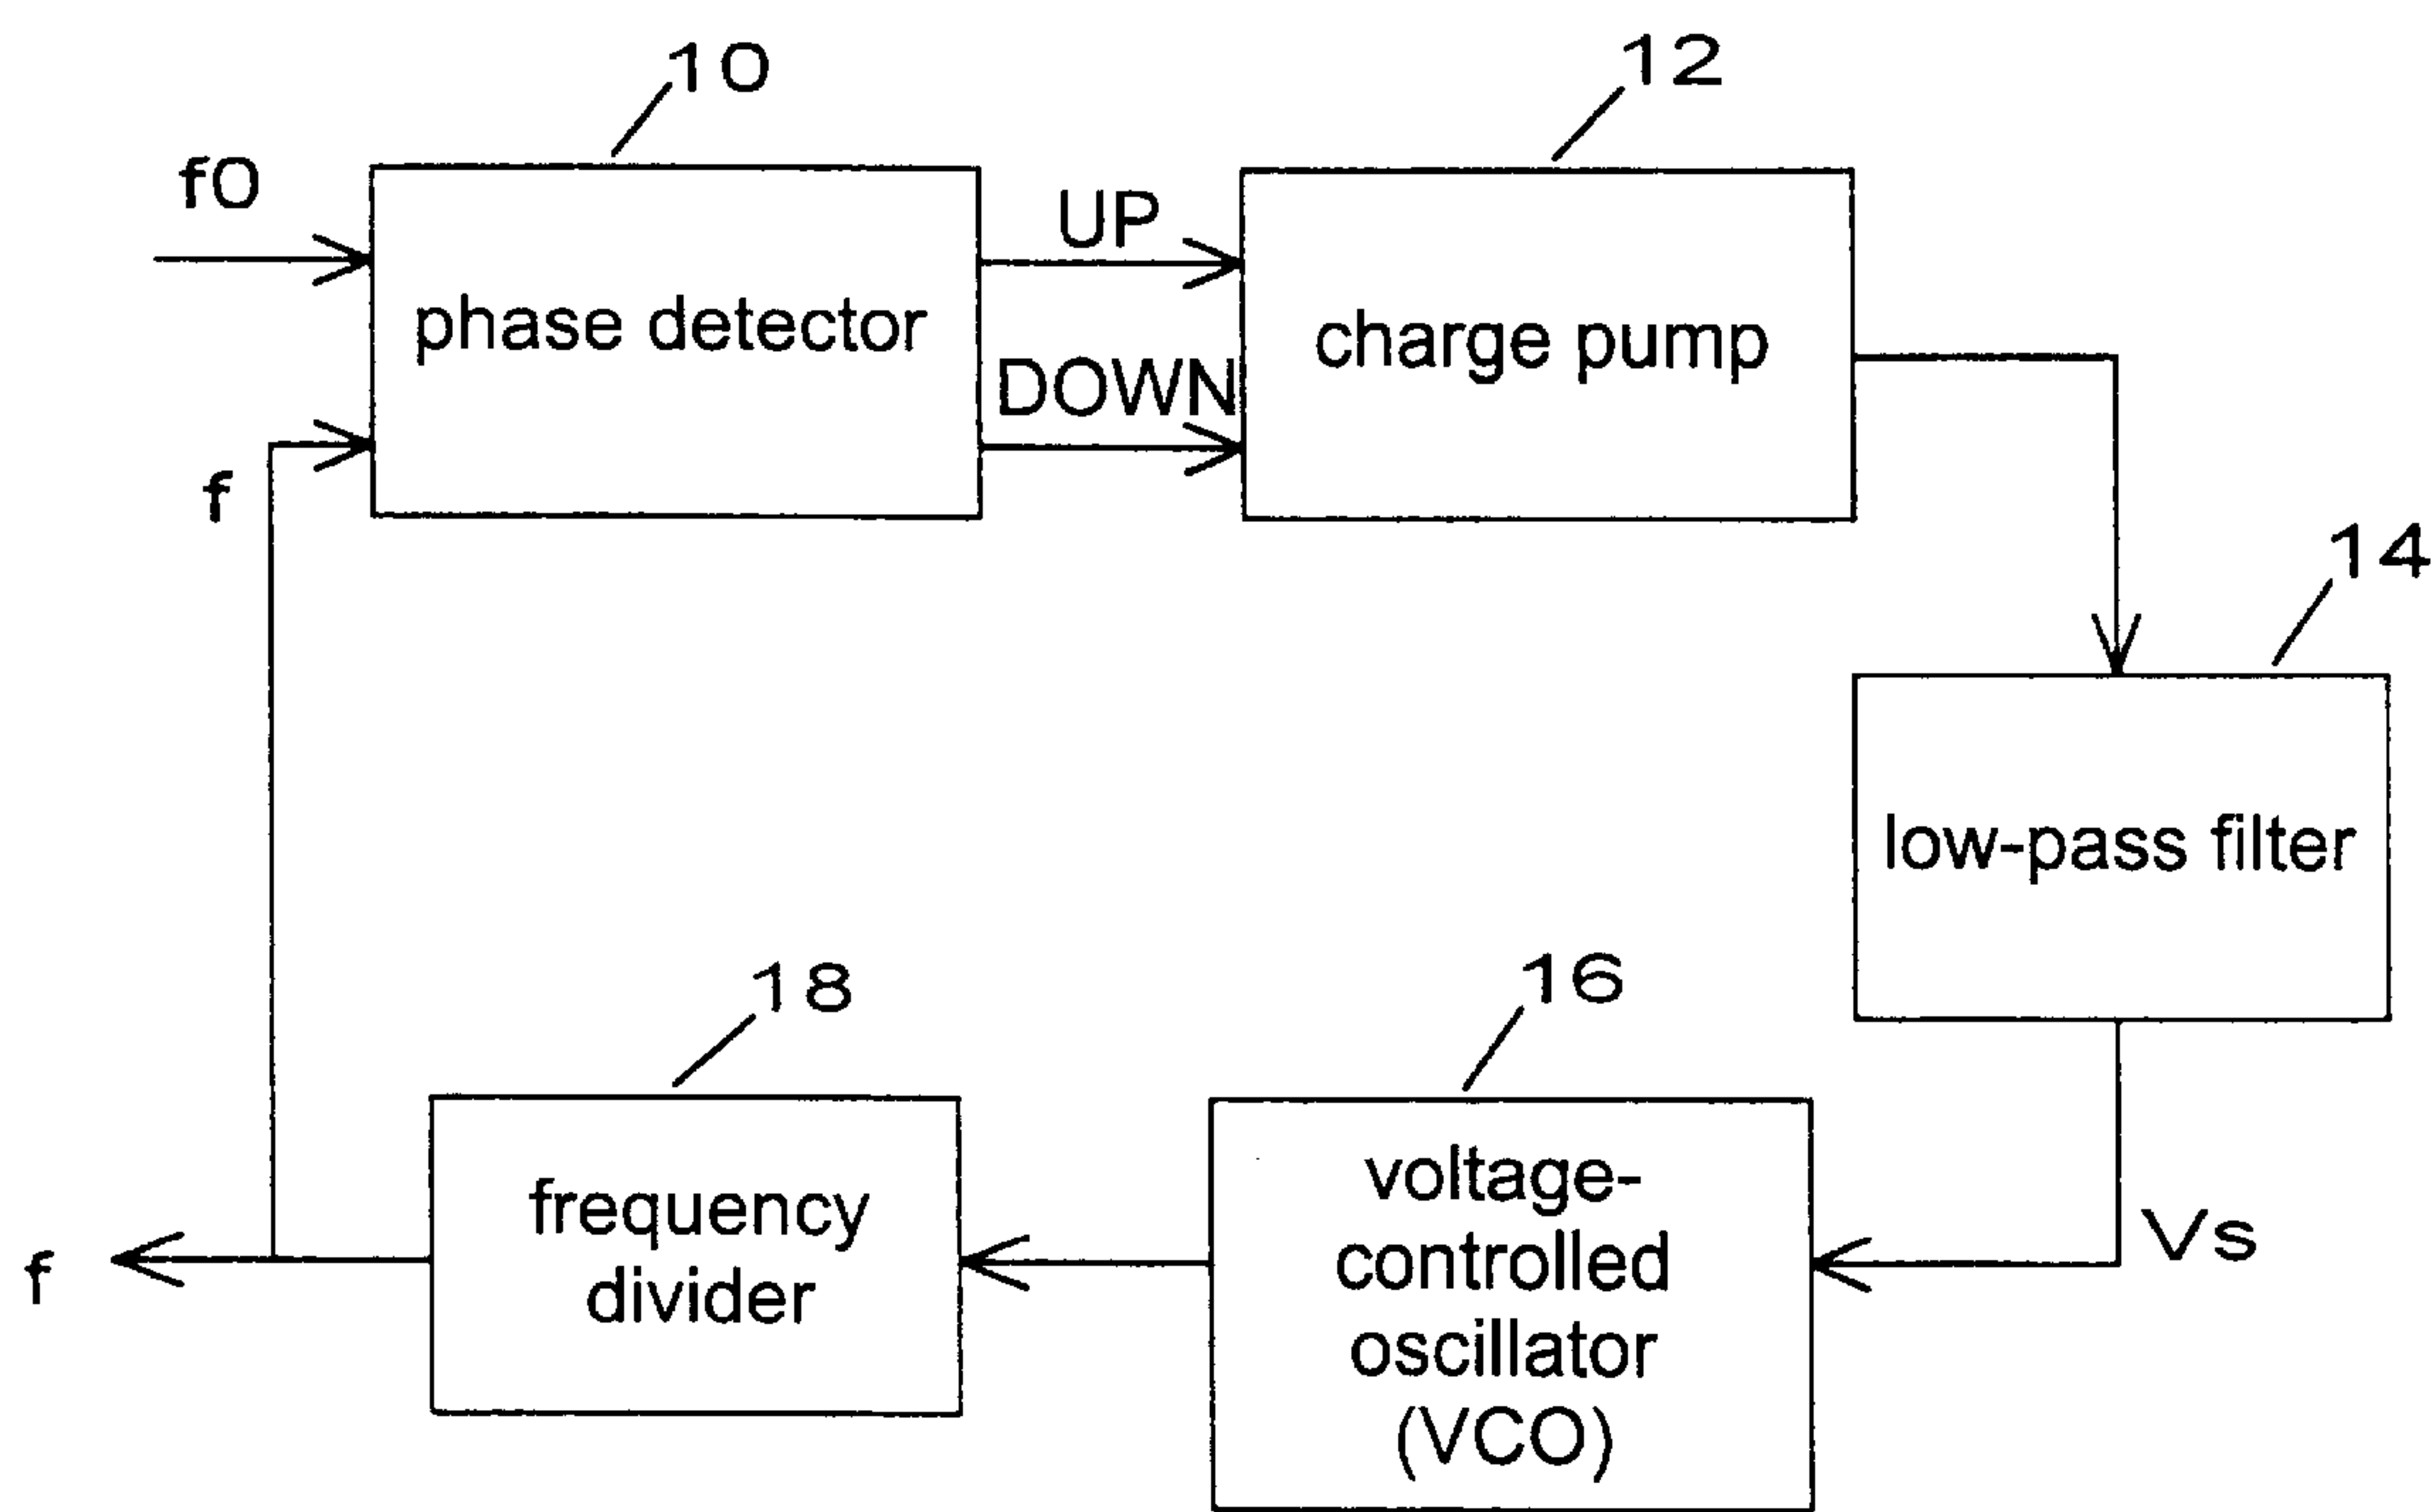 10
12
f0
UP
phase detector
charge pump
DOWN
f
14
low-pass filter
18
16
voltage-
controlled
oscillator
(VCO)
frequency
divider
Vs
f